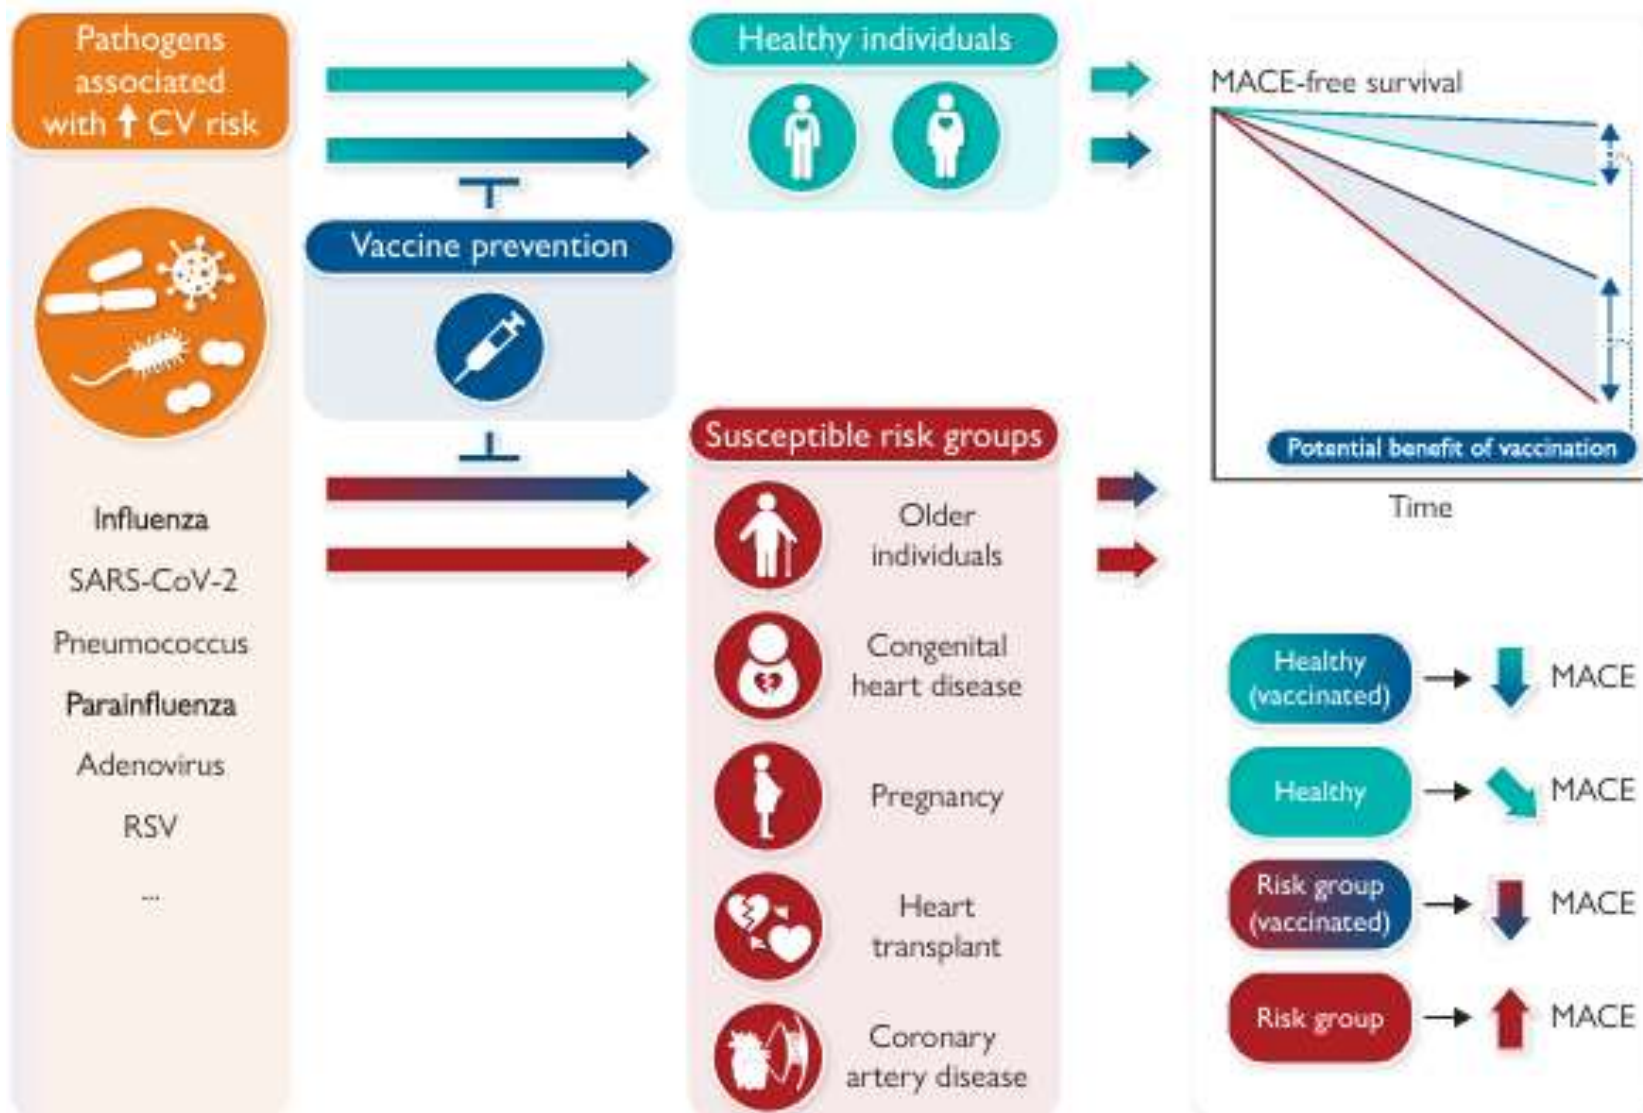 Pathogens
associated
with ↑ CV risk
Influenza
SARS-CoV-2
Pneumococcus
Parainfluenza
Adenovirus
RSV
...
Vaccine prevention
Healthy individuals
Susceptible risk groups
Older
individuals
Congenital
heart disease
Pregnancy
Heart
transplant
Coronary
artery disease
MACE-free survival
Potential benefit of vaccination
Time
Healthy
(vaccinated)
MACE
Healthy
MACE
Risk group
(vaccinated)
MACE
Risk group
MACE